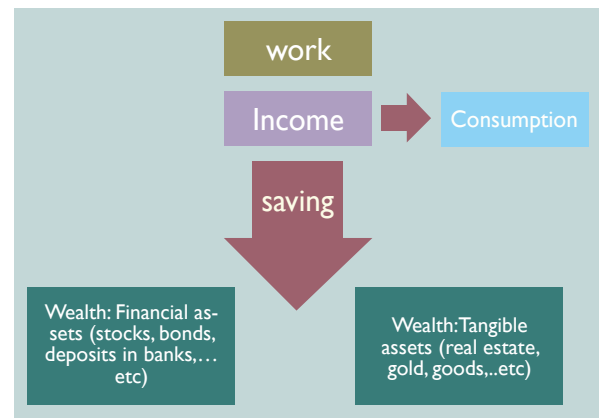 work
Income
Consumption
saving
Wealth: Financial as-
sets (stocks, bonds,
deposits in banks,...
etc)
Wealth:Tangible
assets (real estate,
gold, goods,..etc)